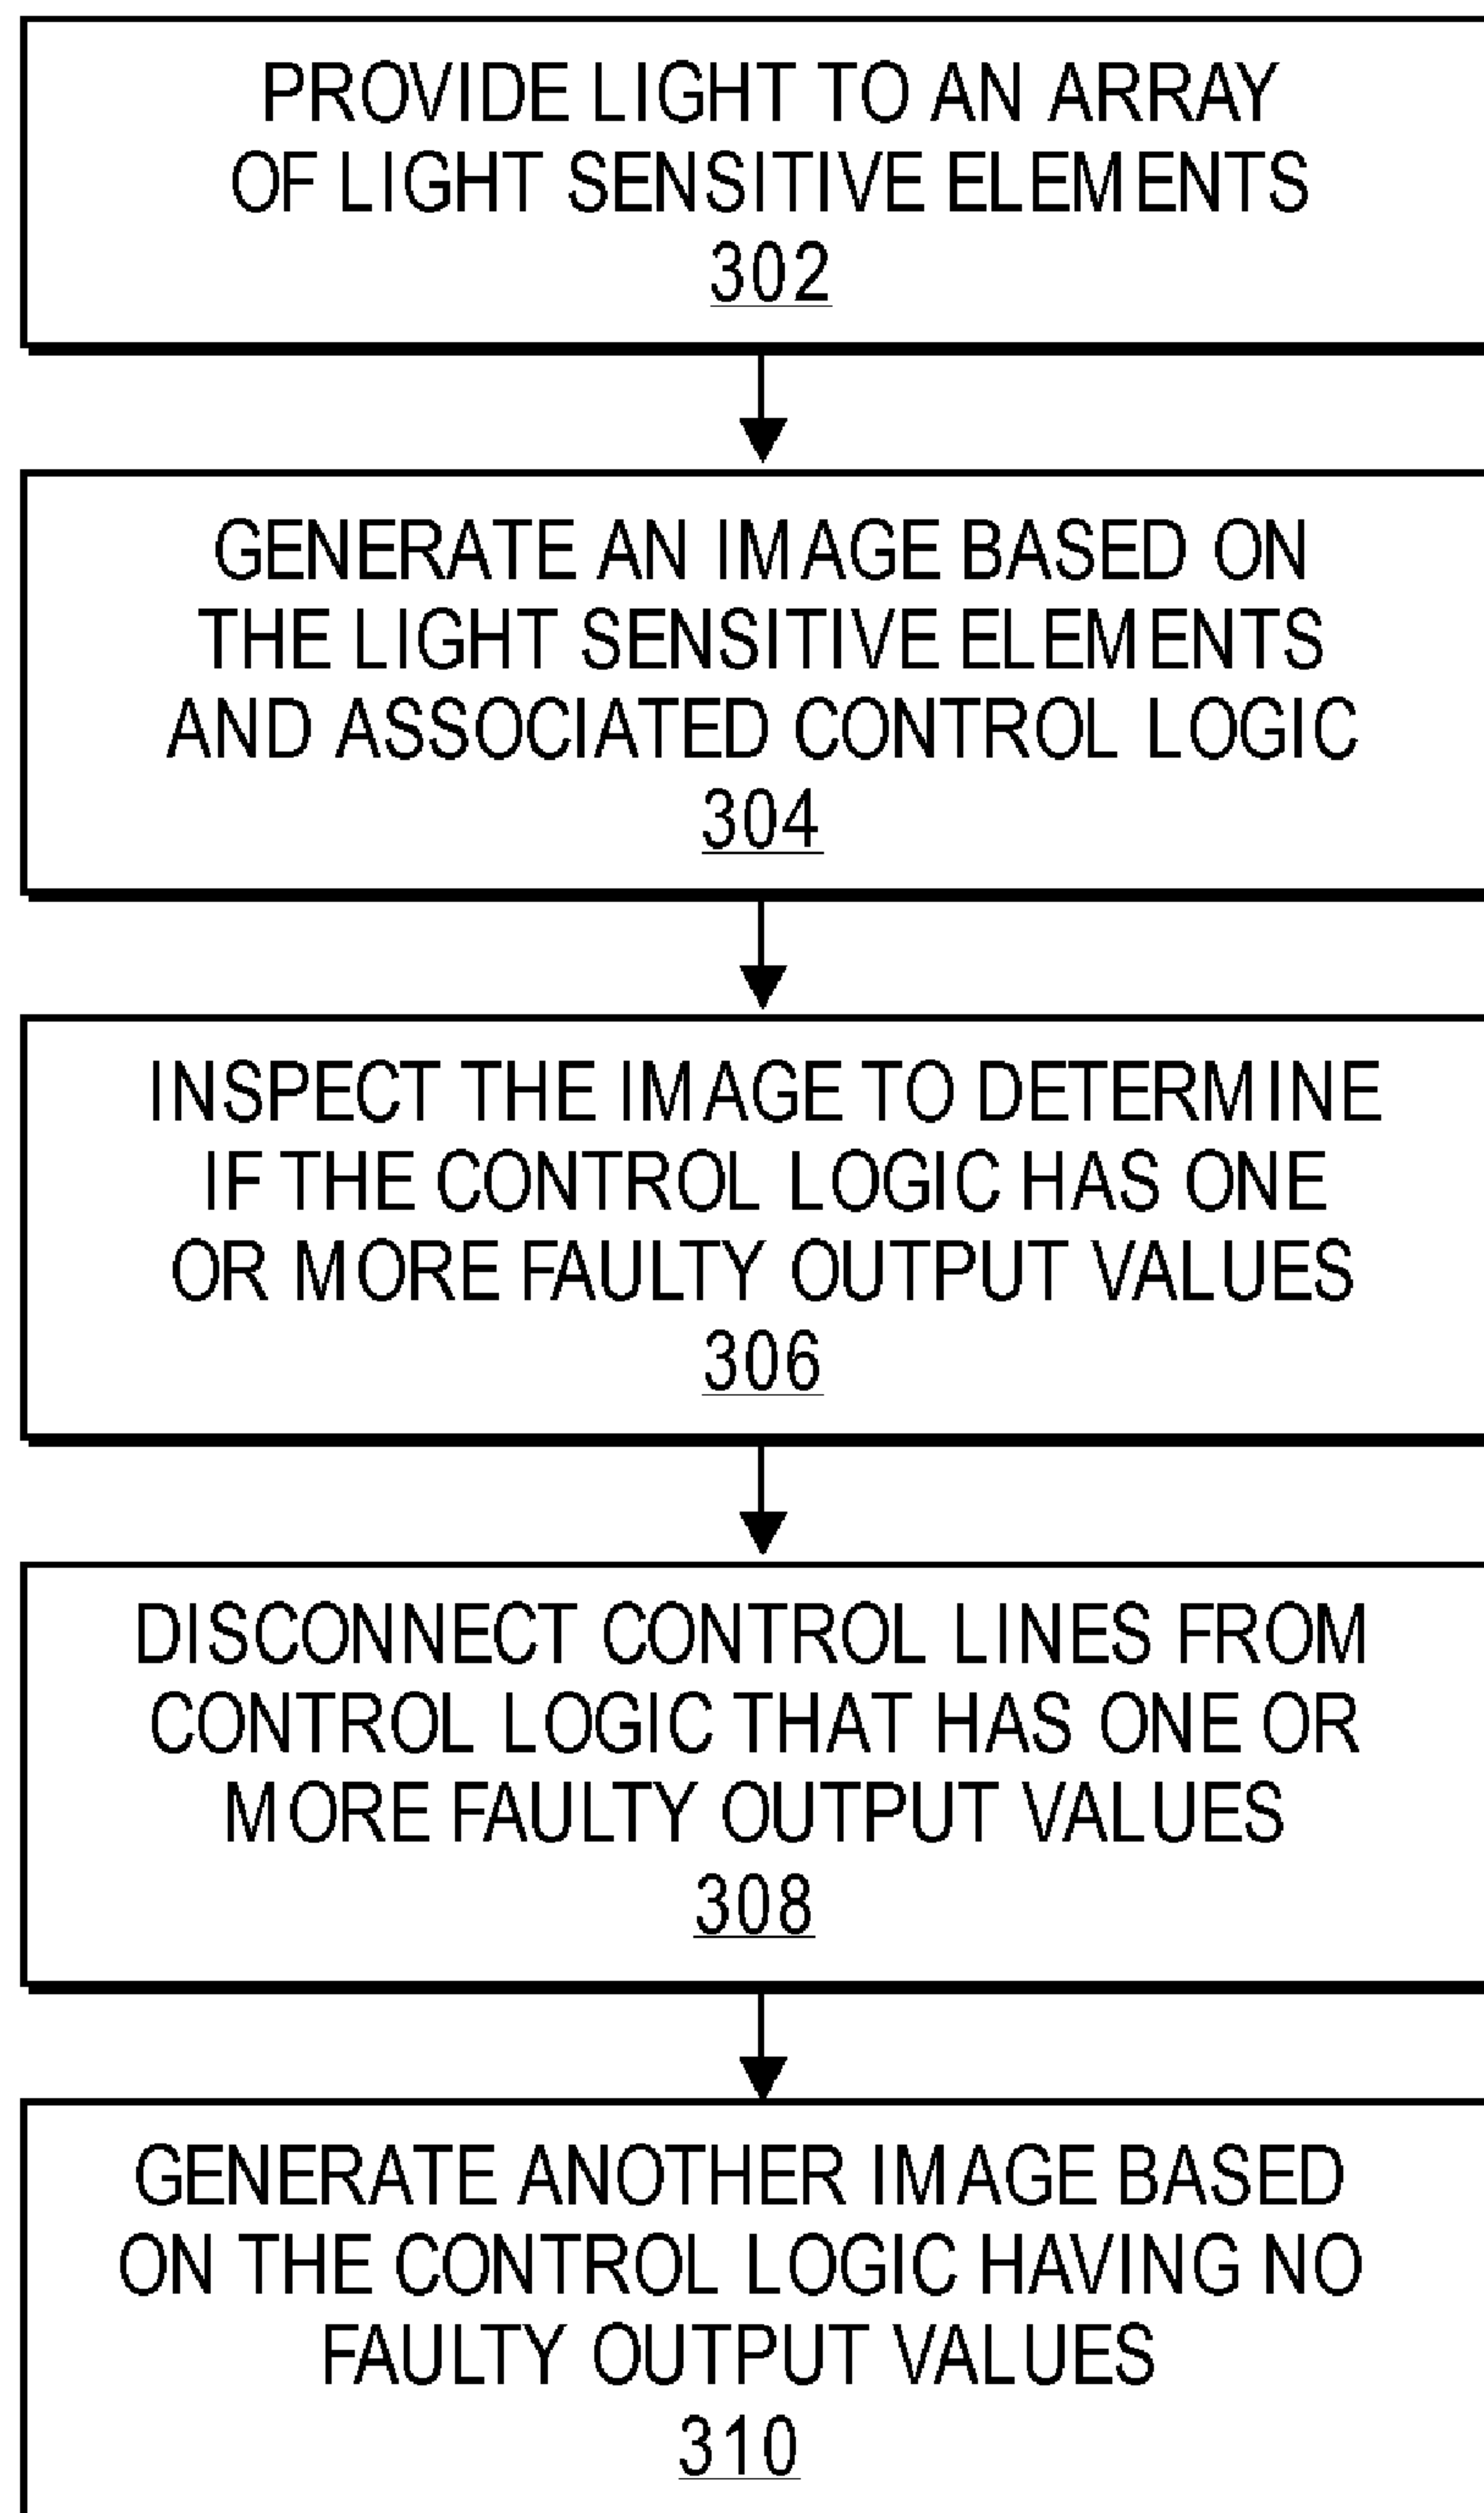 PROVIDE LIGHT TO AN ARRAY
OF LIGHT SENSITIVE ELEMENTS
302
GENERATE AN IMAGE BASED ON
THE LIGHT SENSITIVE ELEMENTS
AND ASSOCIATED CONTROL LOGIC
304
INSPECT THE IMAGE TO DETERMINE
IF THE CONTROL LOGIC HAS ONE
OR MORE FAULTY OUTPUT VALUES
306
DISCONNECT CONTROL LINES FROM
CONTROL LOGIC THAT HAS ONE OR
MORE FAULTY OUTPUT VALUES
308
GENERATE ANOTHER IMAGE BASED
ON THE CONTROL LOGIC HAVING NO
FAULTY OUTPUT VALUES
310